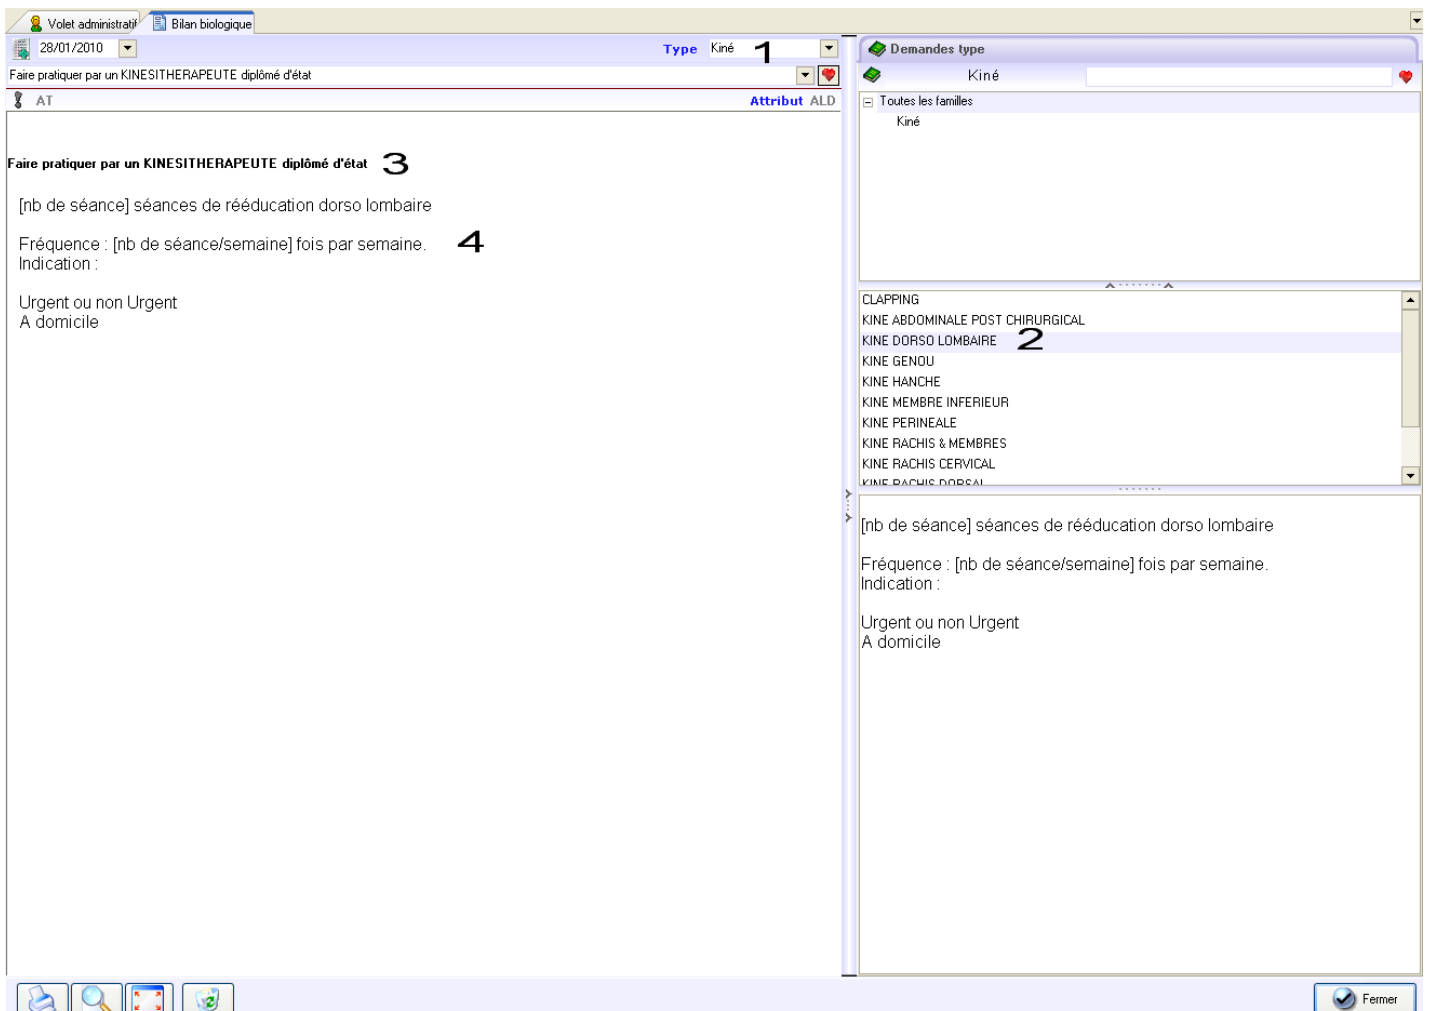 Volet administratif
Bilan biologique
28/01/2010
Type Kiné 1
Faire pratiquer par un KINESITHERAPEUTE diplômé d'état
AT
Attribut ALD
Faire pratiquer par un KINESITHERAPEUTE diplômé d'état 3
[nb de séance] séances de rééducation dorso lombaire
Fréquence : [nb de séance/semaine] fois par semaine. 4
Indication :
Urgent ou non Urgent
A domicile
Demandes type
Kiné
Toutes les familles
Kiné
CLAPPING
KINE ABDOMINALE POST CHIRURGICAL
KINE DORSO LOMBAIRE 2
KINE GENOU
KINE HANCHE
KINE MEMBRE INFERIEUR
KINE PERINEALE
KINE RACHIS & MEMBRES
KINE RACHIS CERVICAL
KINE RACHIS DORSAL
[nb de séance] séances de rééducation dorso lombaire
Fréquence : [nb de séance/semaine] fois par semaine.
Indication :
Urgent ou non Urgent
A domicile
Fermer